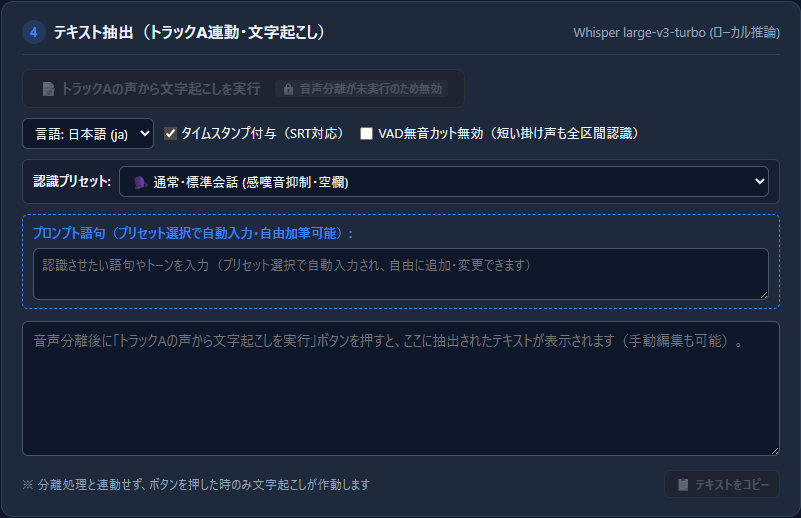 4 テキスト抽出（トラックA連動・文字起こし） Whisper large-v3-turbo (ローカル推論)
トラックAの声から文字起こしを実行 音声分離が未実行のため無効
言語: 日本語 (ja) タイムスタンプ付与（SRT対応） VAD無音カット無効（短い掛け声も全区間認識）
認識プリセット: 通常・標準会話 (感嘆音抑制・空欄)
プロンプト語句（プリセット選択で自動入力・自由加筆可能）:
認識させたい語句やトーンを入力（プリセット選択で自動入力され、自由に追加・変更できます）
音声分離後に「トラックAの声から文字起こしを実行」ボタンを押すと、ここに抽出されたテキストが表示されます（手動編集も可能）。
※ 分離処理と連動せず、ボタンを押した時のみ文字起こしが作動します テキストをコピー